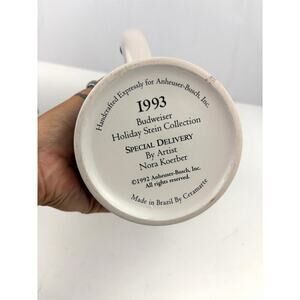 Handcrafted Expressly for Anheuser-Busch, Inc.
1993
Budweiser
Holiday Stein Collection
SPECIAL DELIVERY
By Artist
Nora Koerber
©1992 Anheuser-Busch, Inc.
All rights reserved.
Made in Brazil By Ceramarte